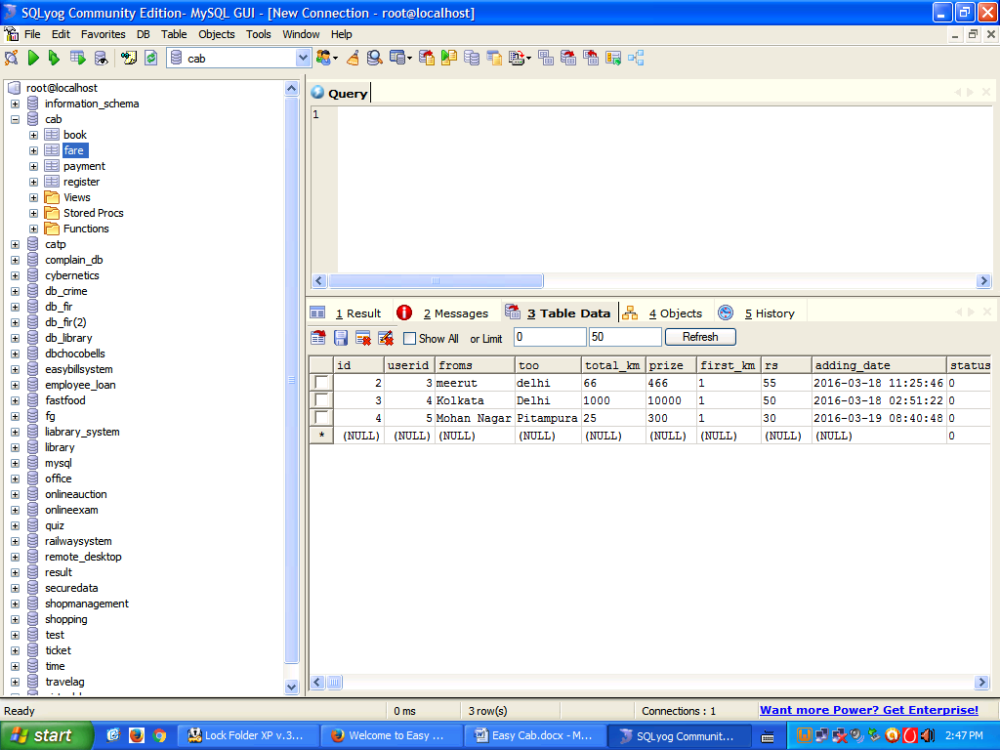 SQLyog Community Edition- MySQL GUI - [New Connection - root@localhost]
File Edit Favorites DB Table Objects Tools Window Help
cab
root@localhost
information_schema
cab
book
fare
payment
register
Views
Stored Procs
Functions
catp
complain_db
cybernetics
db_crime
db_fir
db_fir(2)
db_library
dbchocobells
easybillsystem
employee_loan
fastfood
fg
liabrary_system
library
mysql
office
onlineauction
onlineexam
quiz
railwaysystem
remote_desktop
result
securedata
shopmanagement
shopping
test
ticket
time
travelag
Query
1
1 Result 2 Messages 3 Table Data 4 Objects 5 History
Show All or Limit 0 50 Refresh
id userid froms too total_km prize first_km rs adding_date status
2 3 meerut delhi 66 466 1 55 2016-03-18 11:25:46 0
3 4 Kolkata Delhi 1000 10000 1 50 2016-03-18 02:51:22 0
4 5 Mohan Nagar Pitampura 25 300 1 30 2016-03-19 08:40:48 0
* (NULL) (NULL) (NULL) (NULL) (NULL) (NULL) (NULL) (NULL) (NULL) 0
Ready 0 ms 3 row(s) Connections : 1 Want more Power? Get Enterprise!
start Lock Folder XP v.3... Welcome to Easy ... Easy Cab.docx - M... SQLyog Communit... 2:47 PM